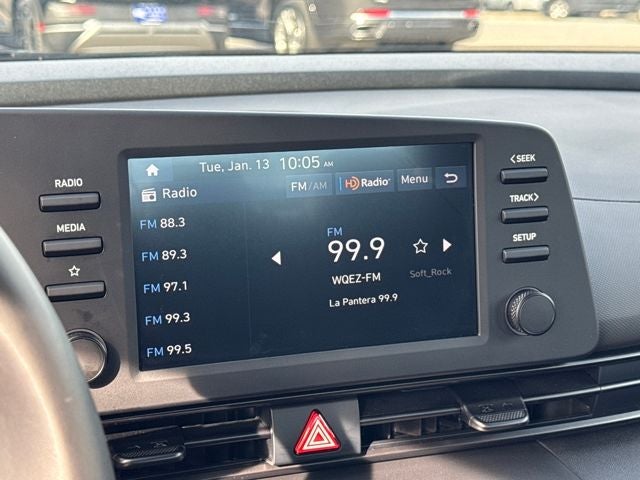 Tue, Jan. 13 10:05 AM
Radio
FM/AM
HD Radio
Menu
RADIO
MEDIA
FM 88.3
FM 89.3
FM 97.1
FM 99.3
FM 99.5
FM
99.9
WQEZ-FM
Soft_Rock
La Pantera 99.9
<SEEK
TRACK>
SETUP